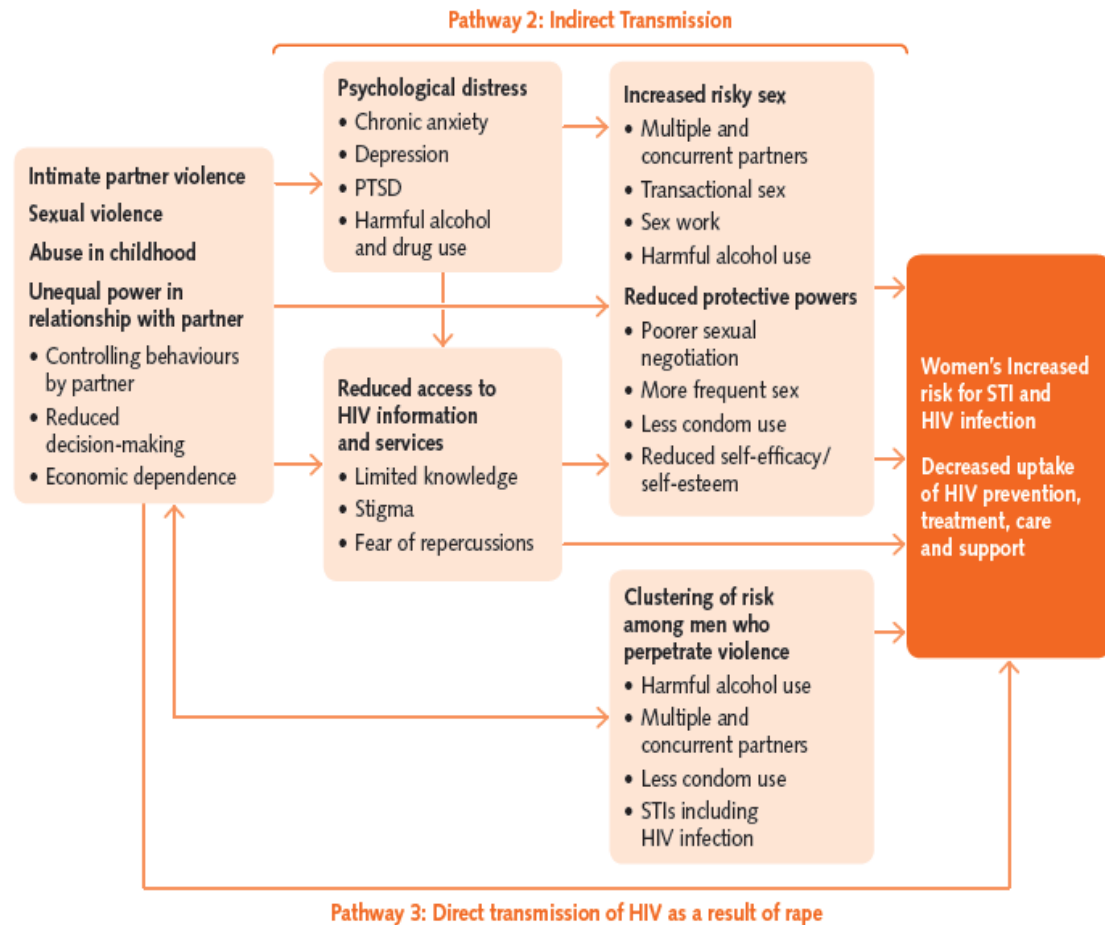 Pathway 2: Indirect Transmission
Intimate partner violence
Sexual violence
Abuse in childhood
Unequal power in
relationship with partner
• Controlling behaviours
by partner
• Reduced
decision-making
• Economic dependence
Psychological distress
• Chronic anxiety
• Depression
• PTSD
• Harmful alcohol
and drug use
Reduced access to
HIV information
and services
• Limited knowledge
• Stigma
• Fear of repercussions
Increased risky sex
• Multiple and
concurrent partners
• Transactional sex
• Sex work
• Harmful alcohol use
Reduced protective powers
• Poorer sexual
negotiation
• More frequent sex
• Less condom use
• Reduced self-efficacy/
self-esteem
Clustering of risk
among men who
perpetrate violence
• Harmful alcohol use
• Multiple and
concurrent partners
• Less condom use
• STIs including
HIV infection
Women's Increased
risk for STI and
HIV infection
Decreased uptake
of HIV prevention,
treatment, care
and support
Pathway 3: Direct transmission of HIV as a result of rape